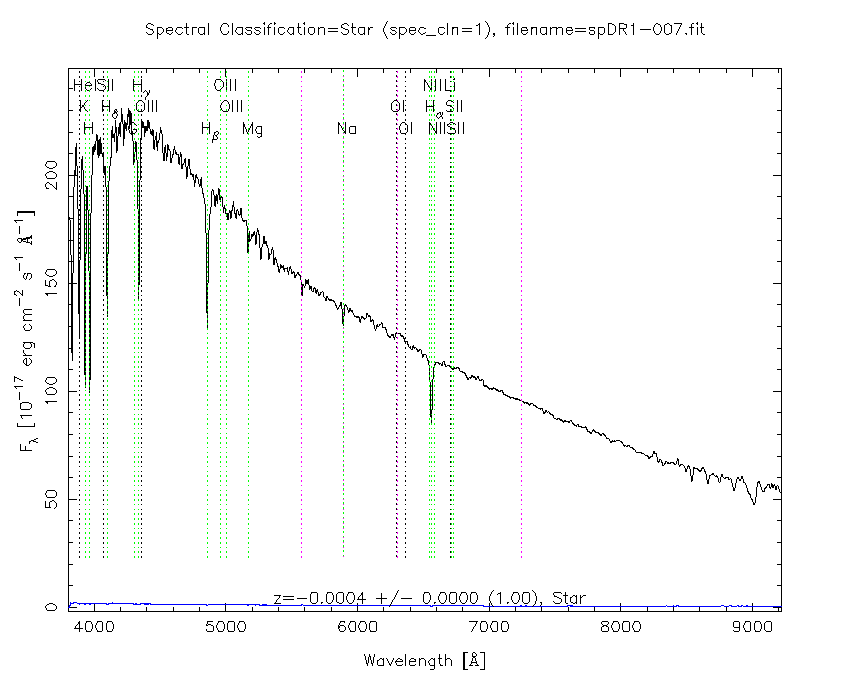 Spectral Classification=Star (spec_cln=1), filename=spDR1-007.fit
HeI SII Hγ OIII NII Li
K Hδ OIII OIII OI Hα SII
H G Hβ Mg Na OI NII SII
200
150
100
50
0
Fλ [10−17 erg cm−2 s−1 Å−1]
z=−0.0004 +/− 0.0000 (1.00), Star
4000 5000 6000 7000 8000 9000
Wavelength [Å]